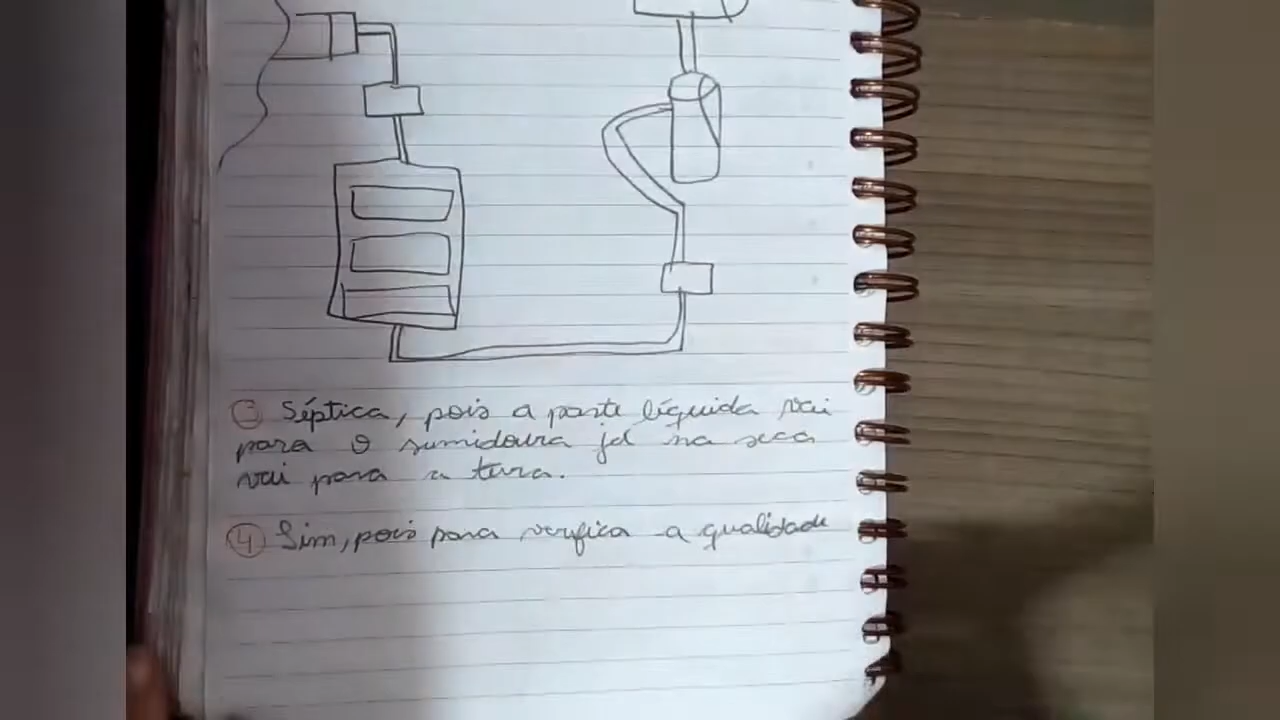 ③ Séptica, pois a parte líquida vai
para o sumidoura já na seca
vai para a terra.
④ Sim, pois para verifica a qualidade